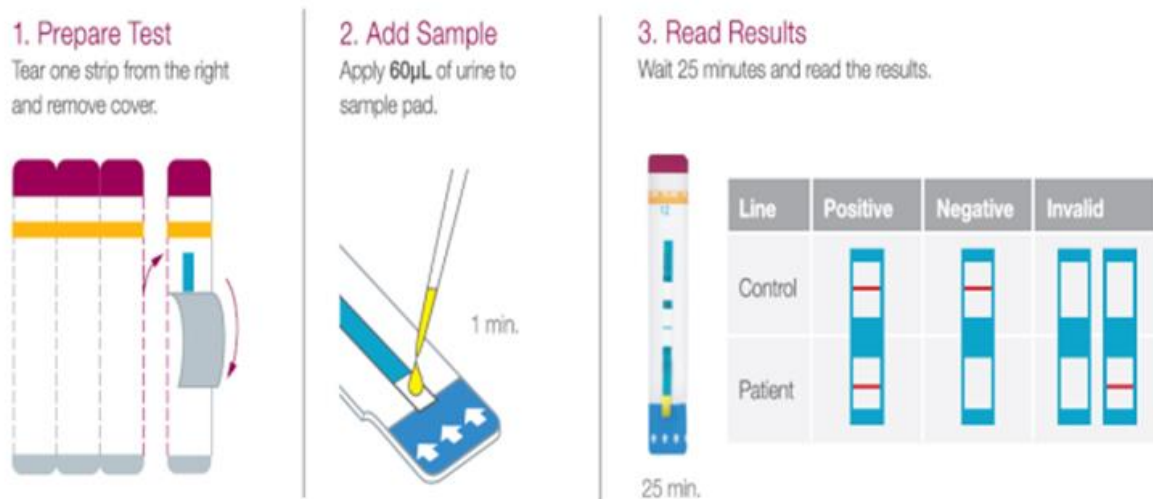 1. Prepare Test
Tear one strip from the right
and remove cover.
2. Add Sample
Apply 60µL of urine to
sample pad.
1 min.
3. Read Results
Wait 25 minutes and read the results.
12
25 min.
Line Positive Negative Invalid
Control
Patient